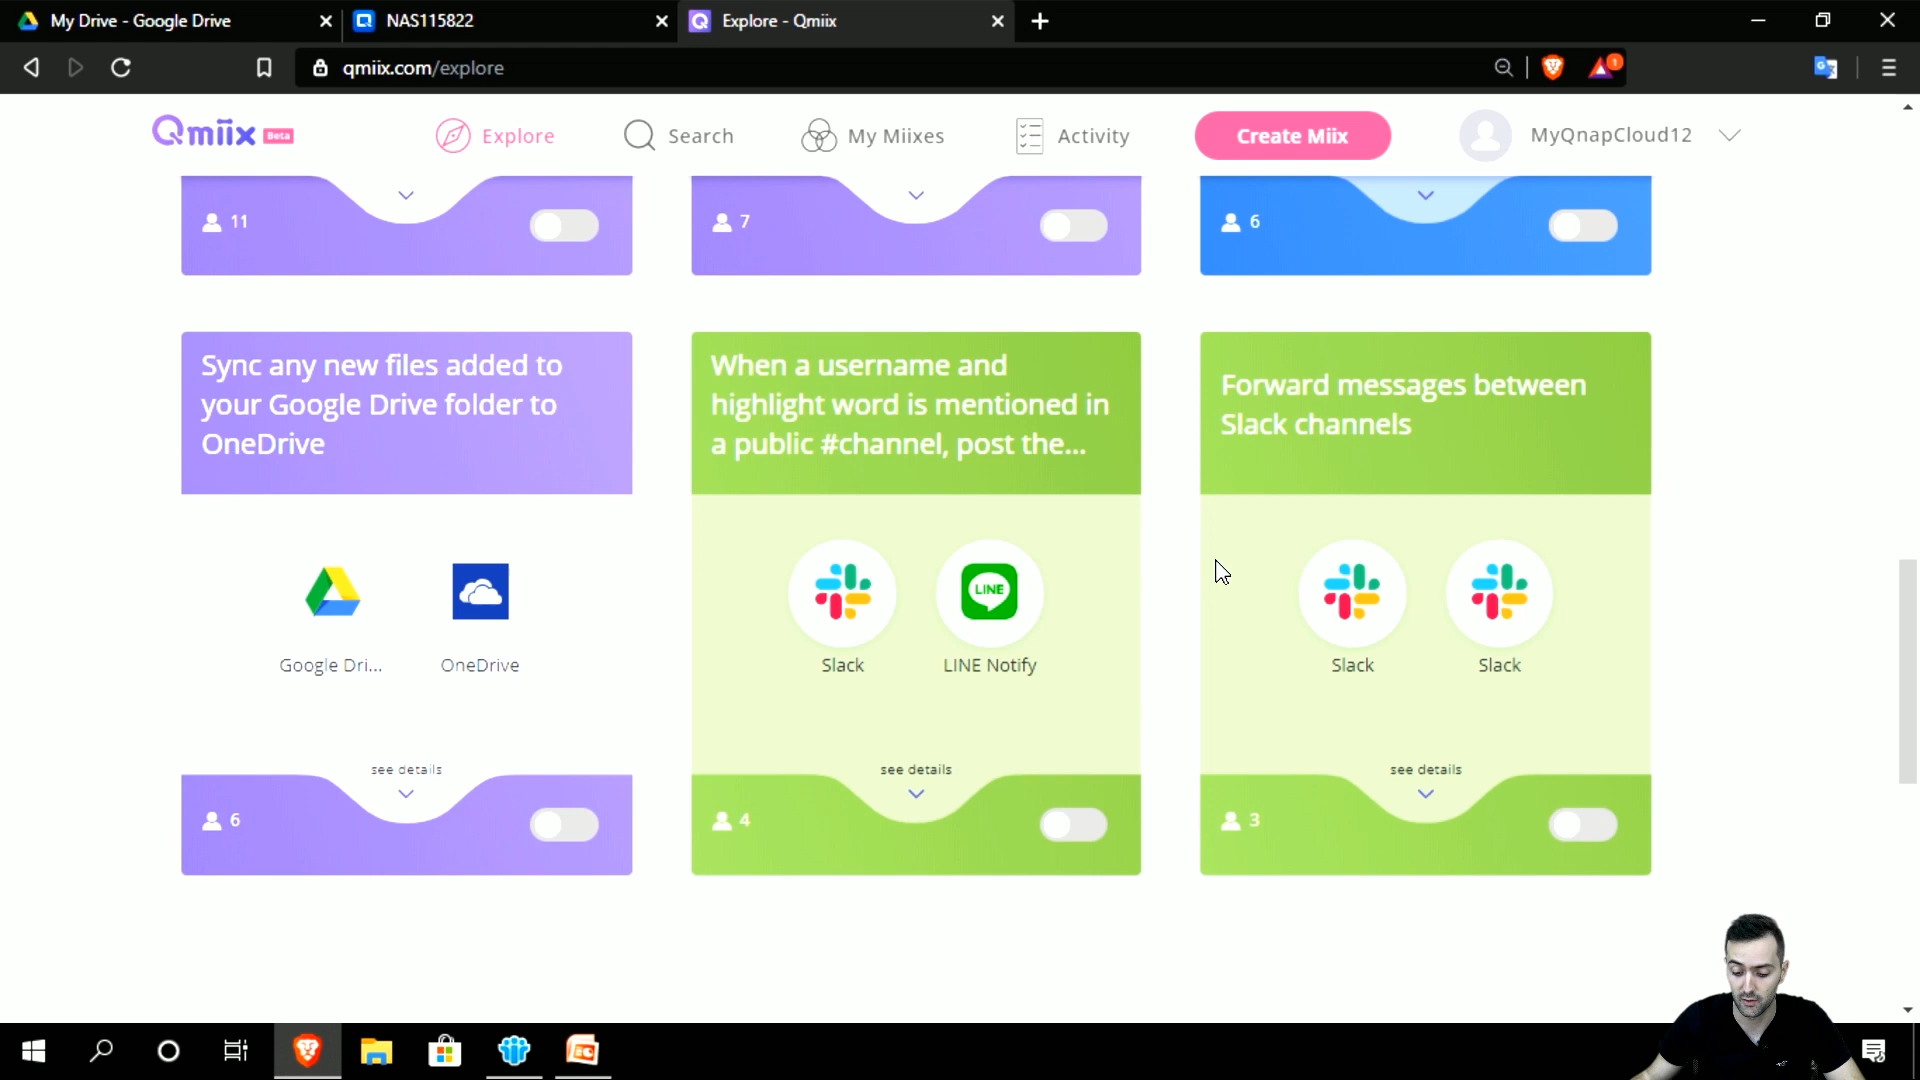 My Drive - Google Drive
NAS115822
Explore - Qmiix
qmiix.com/explore
1
Qmiix Beta
Explore
Search
My Miixes
Activity
Create Miix
MyQnapCloud12
11
7
6
Sync any new files added to
your Google Drive folder to
OneDrive
Google Dri...
OneDrive
see details
6
When a username and
highlight word is mentioned in
a public #channel, post the...
LINE
Slack
LINE Notify
see details
4
Forward messages between
Slack channels
Slack
Slack
see details
3